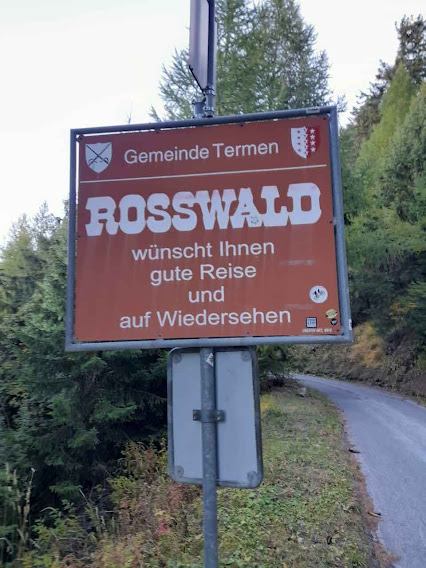 Gemeinde Termen
ROSSWALD
wünscht Ihnen
gute Reise
und
auf Wiedersehen